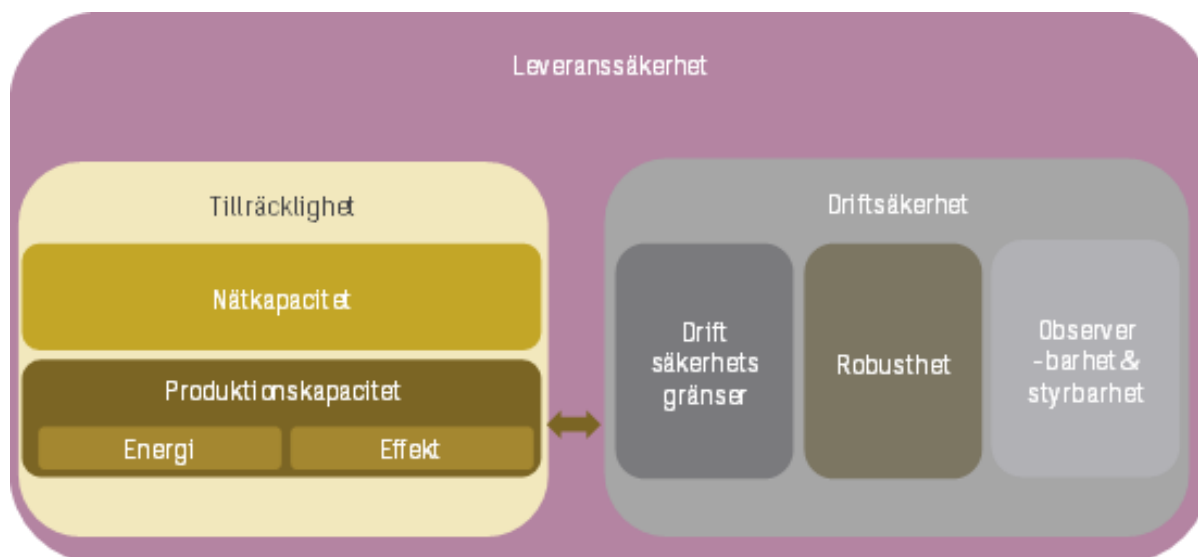 Leveranssäkerhet
Tillräcklighet
Nätkapacitet
Produktionskapacitet
Energi
Effekt
Driftsäkerhet
Drift
säkerhets
gränser
Robusthet
Observer
-barhet &
styrbarhet